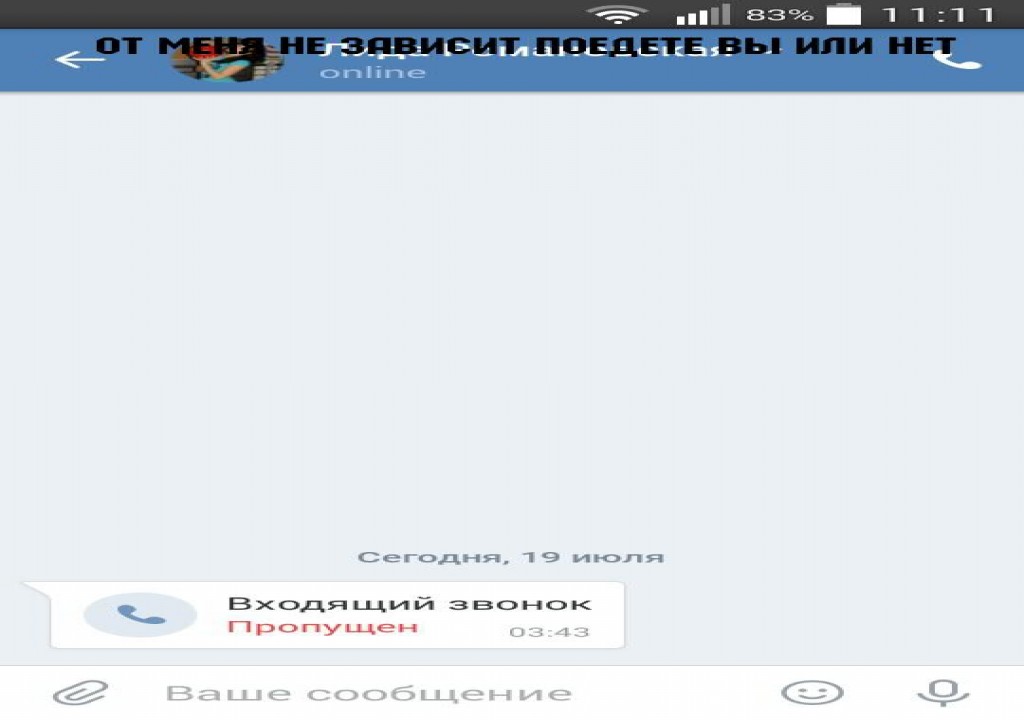 83% 11:11
ОТ МЕНЯ НЕ ЗАВИСИТ ПОЕДЕТЕ ВЫ ИЛИ НЕТ
online
Сегодня, 19 июля
Входящий звонок
Пропущен 03:43
Ваше сообщение